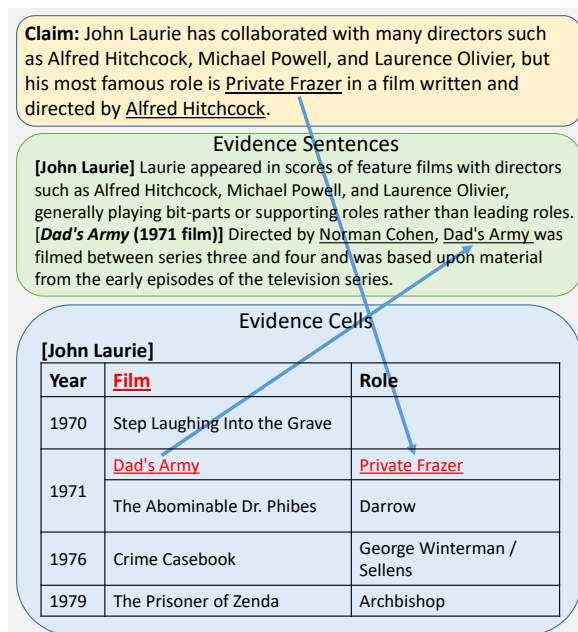 Claim: John Laurie has collaborated with many directors such
as Alfred Hitchcock, Michael Powell, and Laurence Olivier, but
his most famous role is Private Frazer in a film written and
directed by Alfred Hitchcock.
Evidence Sentences
[John Laurie] Laurie appeared in scores of feature films with directors
such as Alfred Hitchcock, Michael Powell, and Laurence Olivier,
generally playing bit-parts or supporting roles rather than leading roles.
[Dad's Army (1971 film)] Directed by Norman Cohen, Dad's Army was
filmed between series three and four and was based upon material
from the early episodes of the television series.
Evidence Cells
[John Laurie]
Year Film Role
1970 Step Laughing Into the Grave
1971 Dad's Army Private Frazer
The Abominable Dr. Phibes Darrow
1976 Crime Casebook George Winterman /
Sellens
1979 The Prisoner of Zenda Archbishop